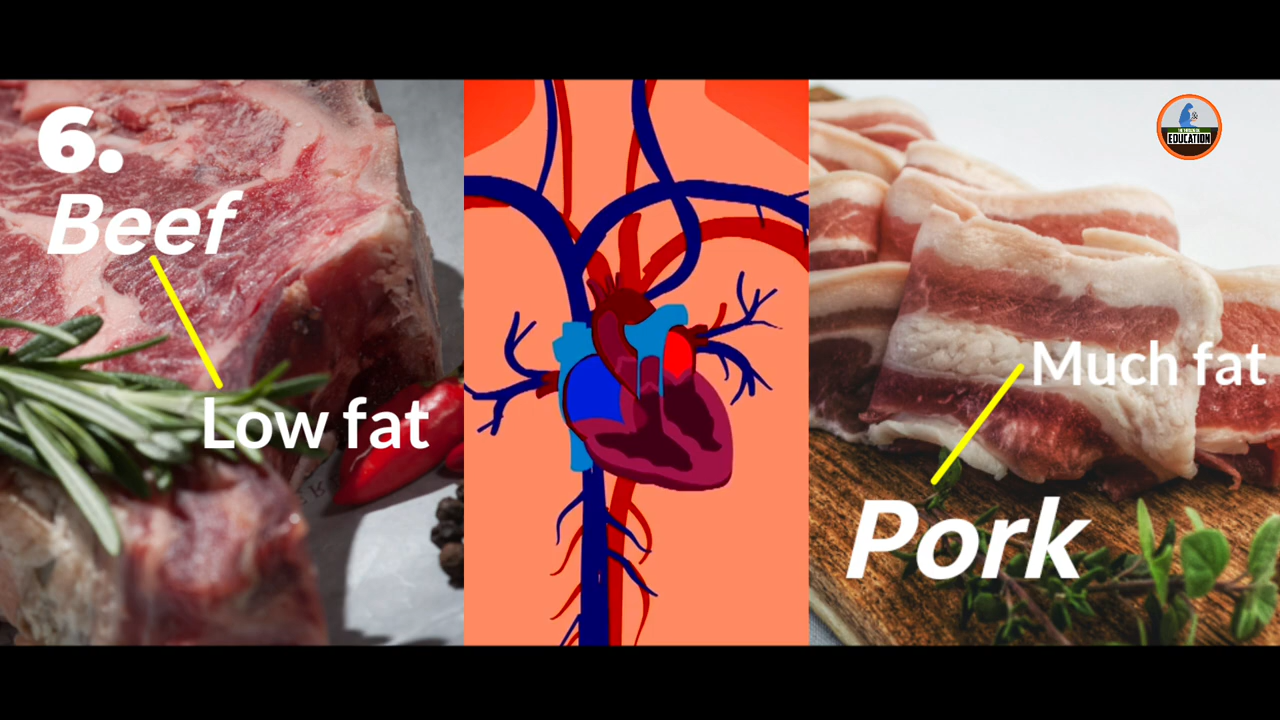 6.
Beef
Low fat
Much fat
Pork
EDUCATION